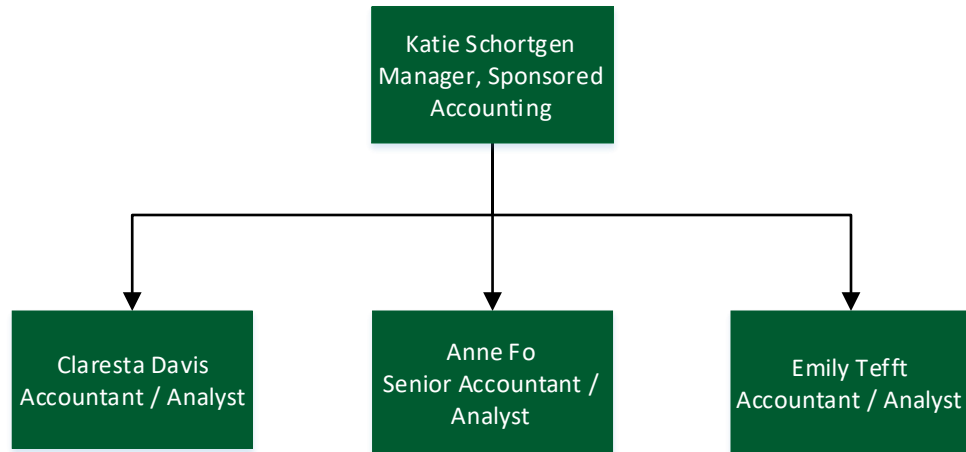 Katie Schortgen
Manager, Sponsored
Accounting
Claresta Davis
Accountant / Analyst
Anne Fo
Senior Accountant /
Analyst
Emily Tefft
Accountant / Analyst